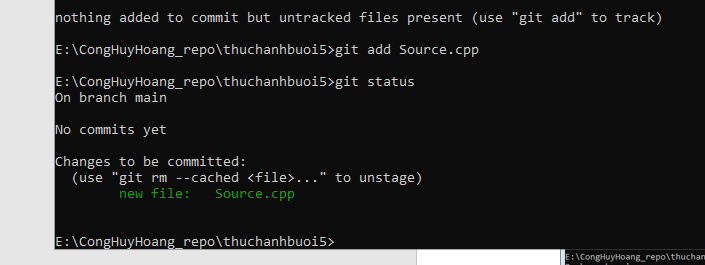 nothing added to commit but untracked files present (use "git add" to track)
E:\CongHuyHoang_repo\thuchanhbuoi5>git add Source.cpp
E:\CongHuyHoang_repo\thuchanhbuoi5>git status
On branch main
No commits yet
Changes to be committed:
  (use "git rm --cached <file>..." to unstage)
        new file:   Source.cpp
E:\CongHuyHoang_repo\thuchanhbuoi5>
E:\CongHuyHoang_repo\thuchan